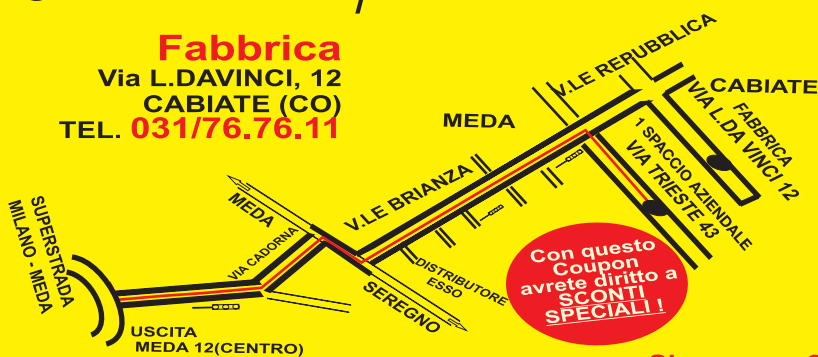 Fabbrica
Via L.DAVINCI, 12
CABIATE (CO)
TEL. 031/76.76.11
V.LE REPUBBLICA
CABIATE
MEDA
FABBRICA
VIA L.DA VINCI 12
1 SPACCIO AZIENDALE
VIA TRIESTE 43
V.LE BRIANZA
MEDA
SUPERSTRADA
MILANO - MEDA
VIA CADORNA
DISTRIBUTORE
ESSO
SEREGNO
Con questo
Coupon
avrete diritto a
SCONTI
SPECIALI !
USCITA
MEDA 12(CENTRO)